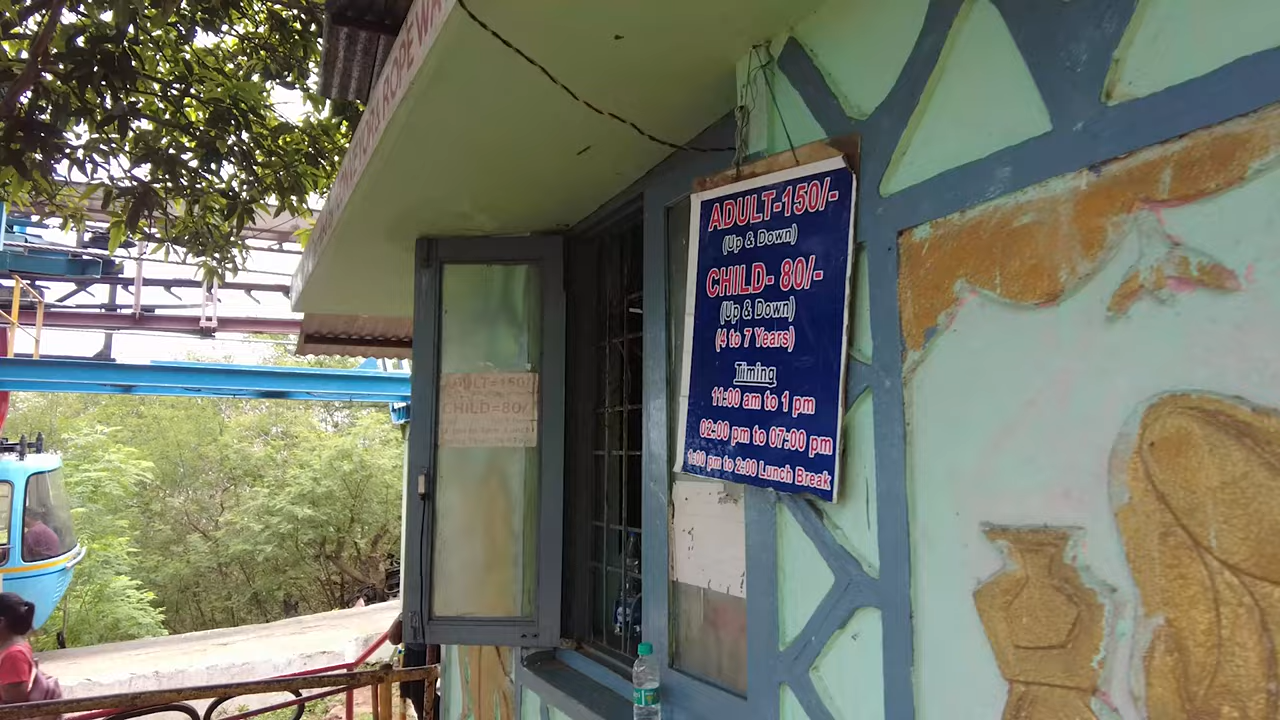 ROPEWA
ADULT-150/-
(Up & Down)
CHILD- 80/-
(Up & Down)
(4 to 7 Years)
Timing
11:00 am to 1 pm
02:00 pm to 07:00 pm
1:00 pm to 2:00 Lunch Break
ADULT=150/
CHILD=80/